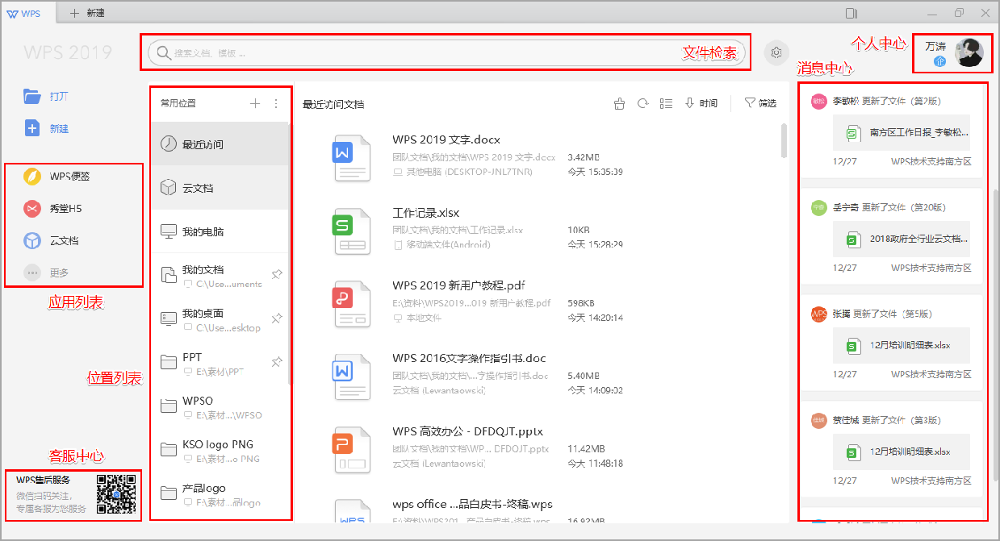 WPS
新建
WPS 2019
搜索文档、模板 ...
文件检索
个人中心
万涛
企
消息中心
打开
新建
WPS便签
秀堂H5
云文档
更多
应用列表
位置列表
客服中心
WPS售后服务
微信扫码关注，
专属客服为您服务
常用位置
最近访问
云文档
我的电脑
我的文档
C:\Use...uments
我的桌面
C:\Use...esktop
PPT
E:\素材\PPT
WPSO
E:\素材...\WPSO
KSO logo PNG
E:\素材...o PNG
产品logo
E:\素材...品logo
最近访问文档
时间
筛选
WPS 2019 文字.docx
团队文档\我的文档\WPS 2019 文字.docx
3.42MB
其他电脑 (DESKTOP-JNL7TNR)
今天 15:35:39
工作记录.xlsx
团队文档\我的文档\工作记录.xlsx
10KB
移动端文件(Android)
今天 15:28:29
WPS 2019 新用户教程.pdf
E:\资料\WPS2019...019 新用户教程.pdf
598KB
本地文件
今天 14:20:14
WPS 2016文字操作指引书.doc
团队文档\我的文档\...字操作指引书.doc
5.40MB
云文档 (Lewantaowski)
今天 14:09:02
WPS 高效办公 - DFDQJT.pptx
团队文档\我的文档\WP... DFDQJT.pptx
11.42MB
云文档 (Lewantaowski)
今天 11:48:18
wps office ...品白皮书-终稿.wps
E:\资料\WPS201...品白皮书-终稿.wps
16.92MB
敏松
李敏松 更新了文件（第2版）
南方区工作日报_李敏松...
12/27
WPS技术支持南方区
宁奇
岳宁奇 更新了文件（第20版）
2018政府全行业云文档...
12/27
WPS技术支持南方区
WPS
张骥 更新了文件（第5版）
12月培训明细表.xlsx
12/27
WPS技术支持南方区
佳城
蔡佳城 更新了文件（第3版）
12月培训明细表.xlsx
12/27
WPS技术支持南方区